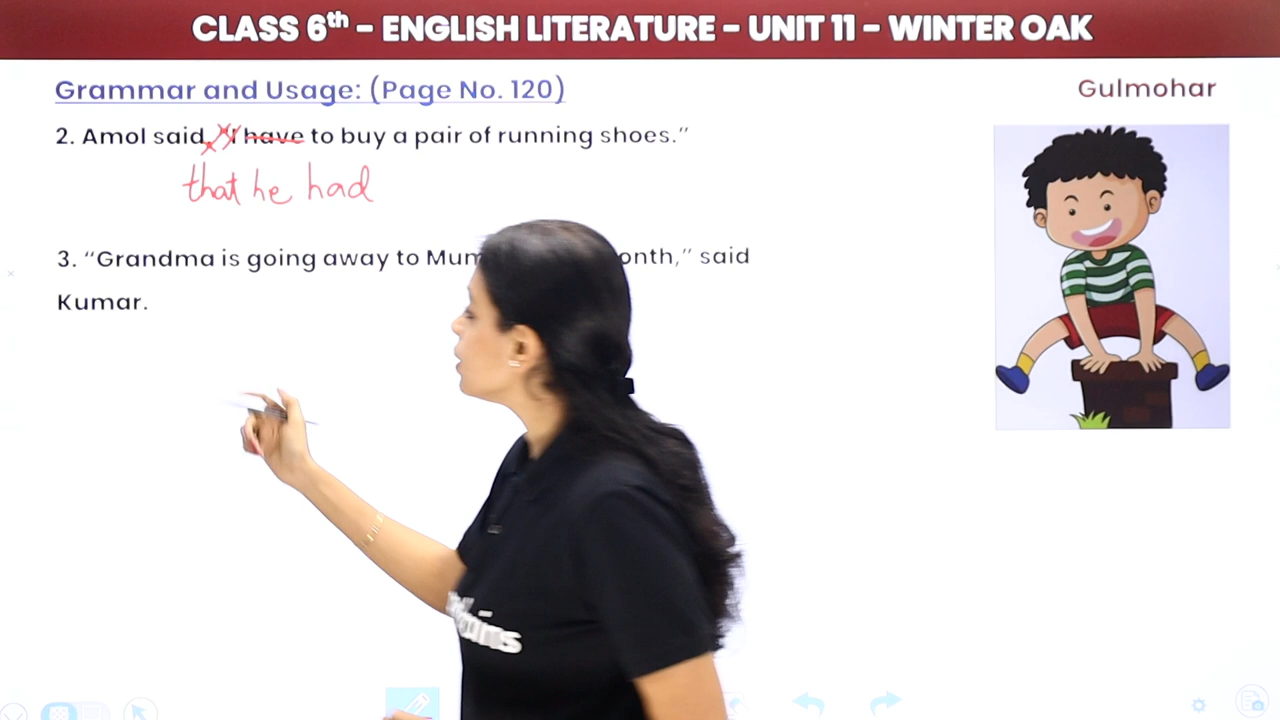 CLASS 6th - ENGLISH LITERATURE - UNIT 11 - WINTER OAK
Grammar and Usage: (Page No. 120)
Gulmohar
2. Amol said, "I have to buy a pair of running shoes."
that he had
3. "Grandma is going away to onth," said
Kumar.